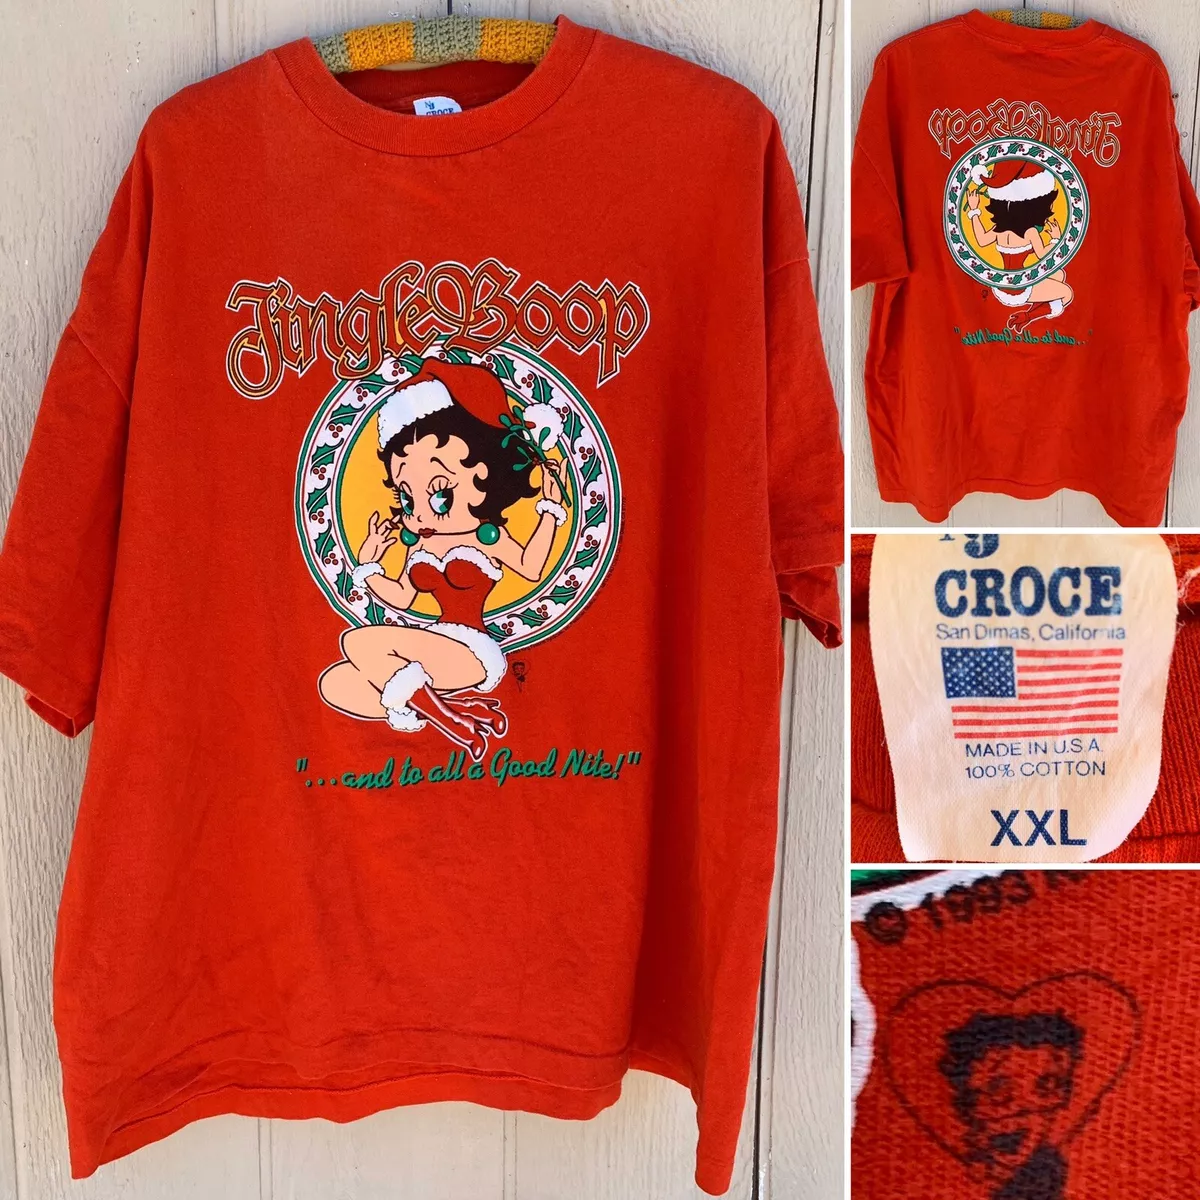 CROCE
Jingle Boop
"...and to all a Good Nite!"
Jingle Boop
"...and to all a Good Nite"
CROCE
San Dimas, California
MADE IN U.S.A.
100% COTTON
XXL
© 1993